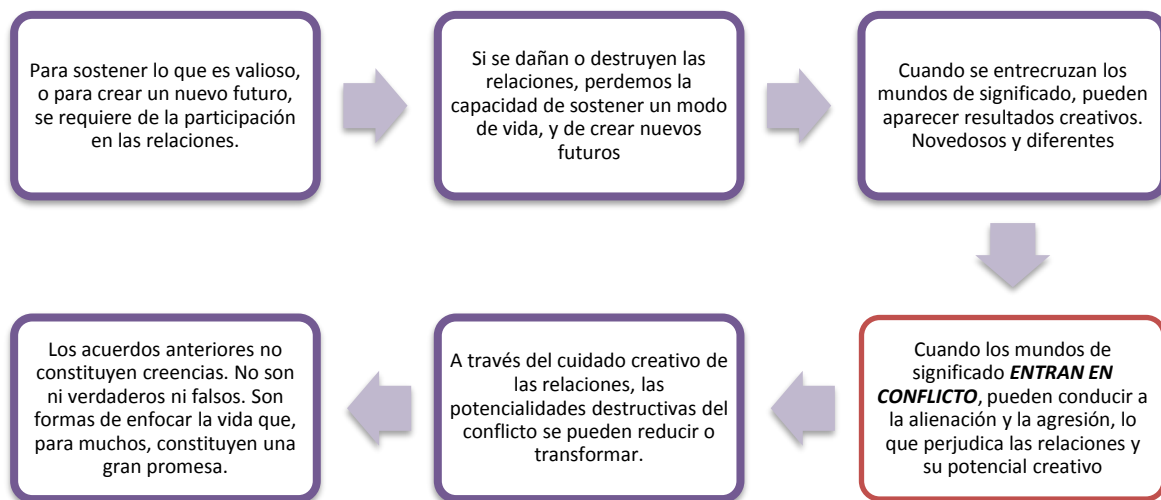 Para sostener lo que es valioso,
o para crear un nuevo futuro,
se requiere de la participación
en las relaciones.
Si se dañan o destruyen las
relaciones, perdemos la
capacidad de sostener un modo
de vida, y de crear nuevos
futuros
Cuando se entrecruzan los
mundos de significado, pueden
aparecer resultados creativos.
Novedosos y diferentes
Cuando los mundos de
significado ENTRAN EN
CONFLICTO, pueden conducir a
la alienación y la agresión, lo
que perjudica las relaciones y
su potencial creativo
A través del cuidado creativo de
las relaciones, las
potencialidades destructivas del
conflicto se pueden reducir o
transformar.
Los acuerdos anteriores no
constituyen creencias. No son
ni verdaderos ni falsos. Son
formas de enfocar la vida que,
para muchos, constituyen una
gran promesa.